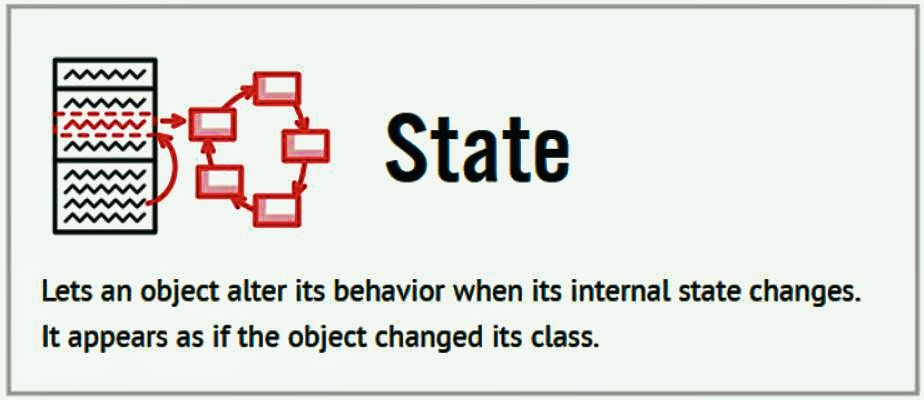 State
Lets an object alter its behavior when its internal state changes.
It appears as if the object changed its class.